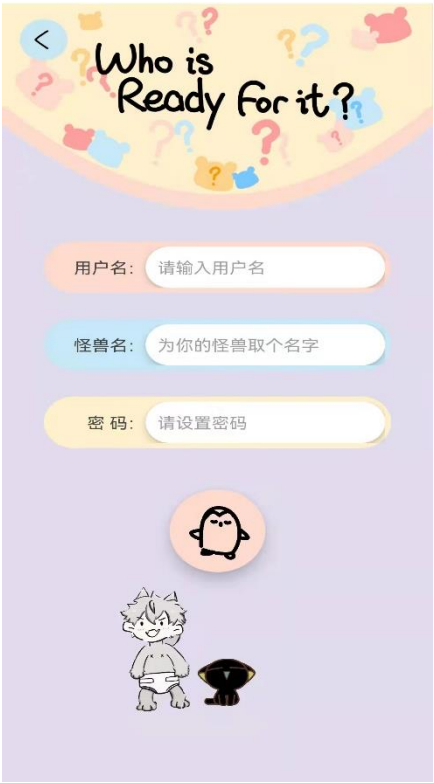 Who is
Ready for it?
用户名: 请输入用户名
怪兽名: 为你的怪兽取个名字
密 码: 请设置密码